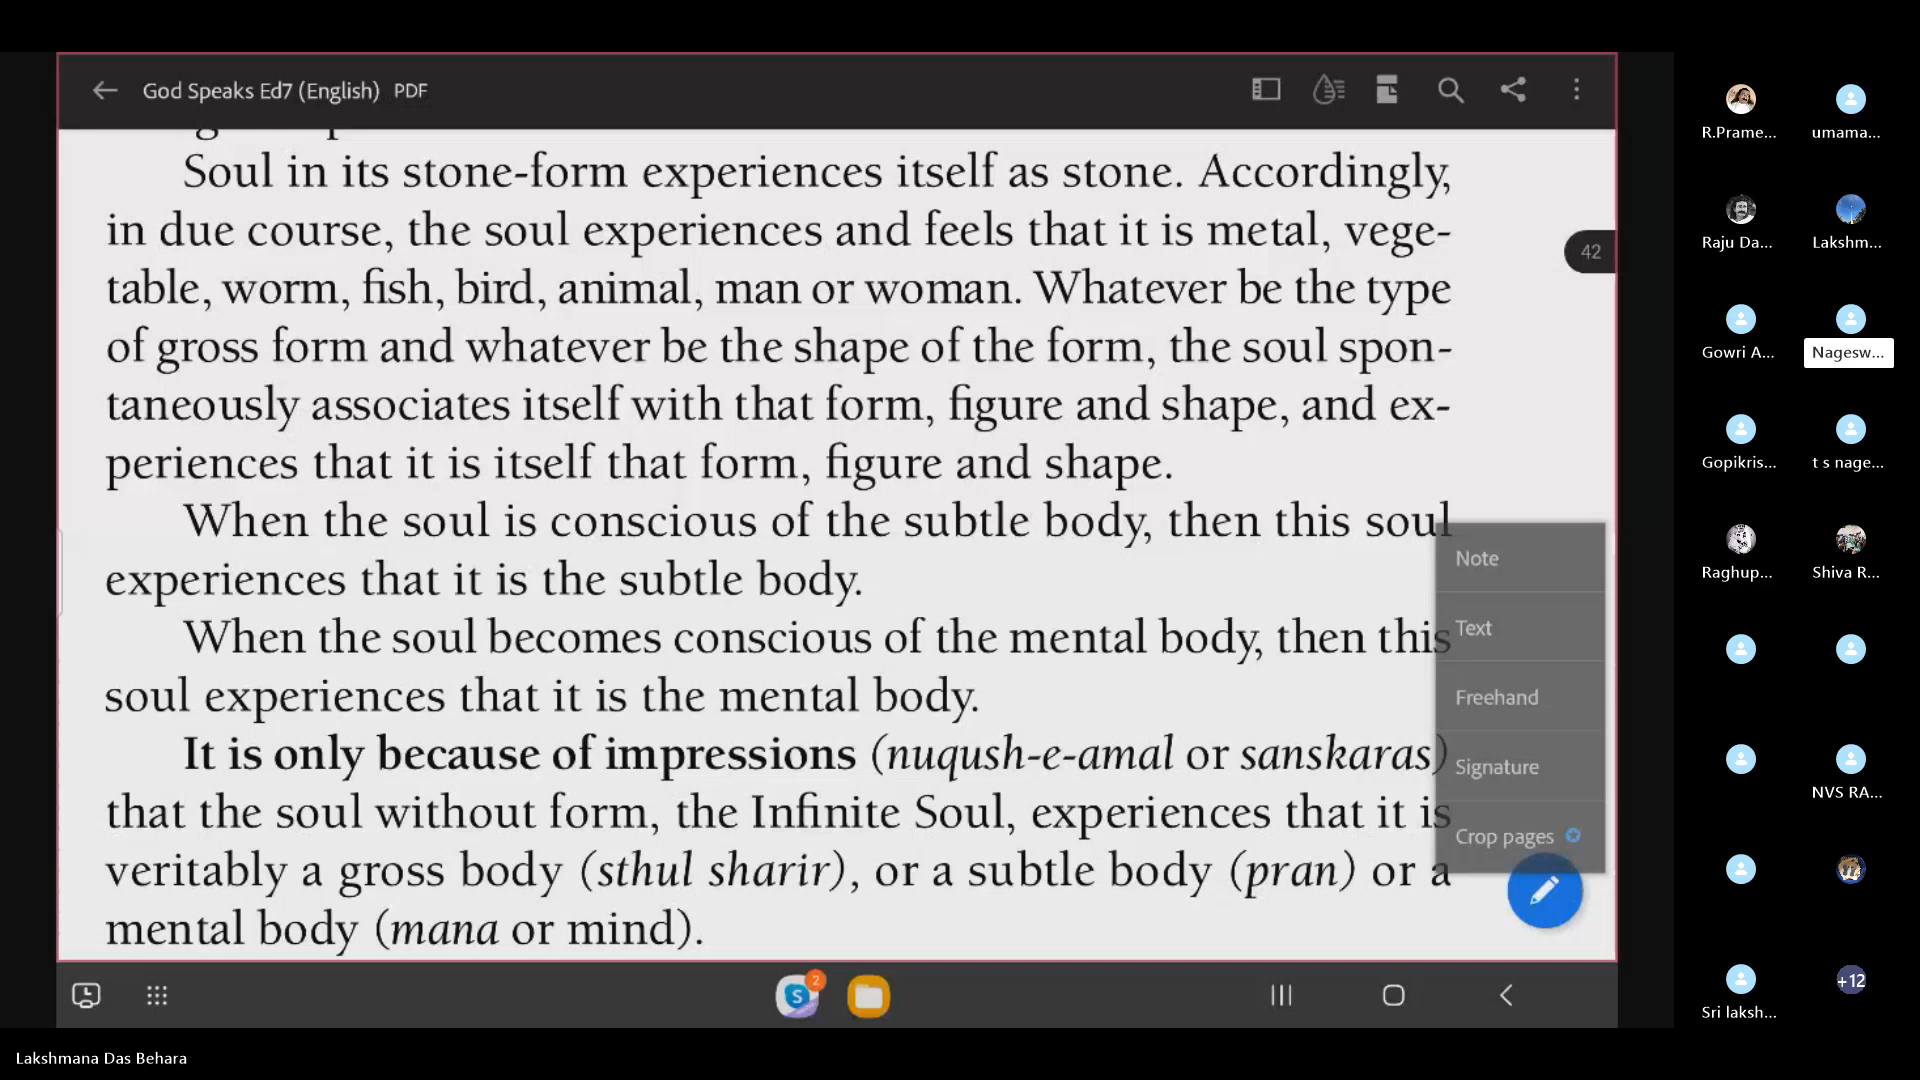 God Speaks Ed7 (English) PDF
Soul in its stone-form experiences itself as stone. Accordingly,
in due course, the soul experiences and feels that it is metal, vege-
table, worm, fish, bird, animal, man or woman. Whatever be the type
of gross form and whatever be the shape of the form, the soul spon-
taneously associates itself with that form, figure and shape, and ex-
periences that it is itself that form, figure and shape.
When the soul is conscious of the subtle body, then this soul
experiences that it is the subtle body.
When the soul becomes conscious of the mental body, then this
soul experiences that it is the mental body.
It is only because of impressions (nuqush-e-amal or sanskaras)
that the soul without form, the Infinite Soul, experiences that it is
veritably a gross body (sthul sharir), or a subtle body (pran) or a
mental body (mana or mind).
42
Note
Text
Freehand
Signature
Crop pages
S
2
R.Prame...
umama...
Raju Da...
Lakshm...
Gowri A...
Nagesw...
Gopikris...
t s nage...
Raghup...
Shiva R...
NVS RA...
Sri laksh...
+12
Lakshmana Das Behara